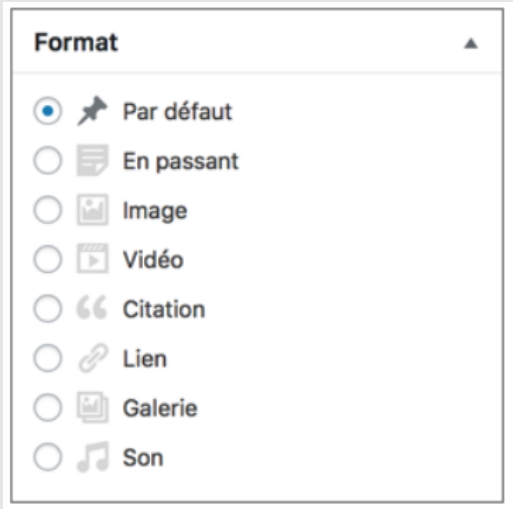 Format
Par défaut
En passant
Image
Vidéo
Citation
Lien
Galerie
Son